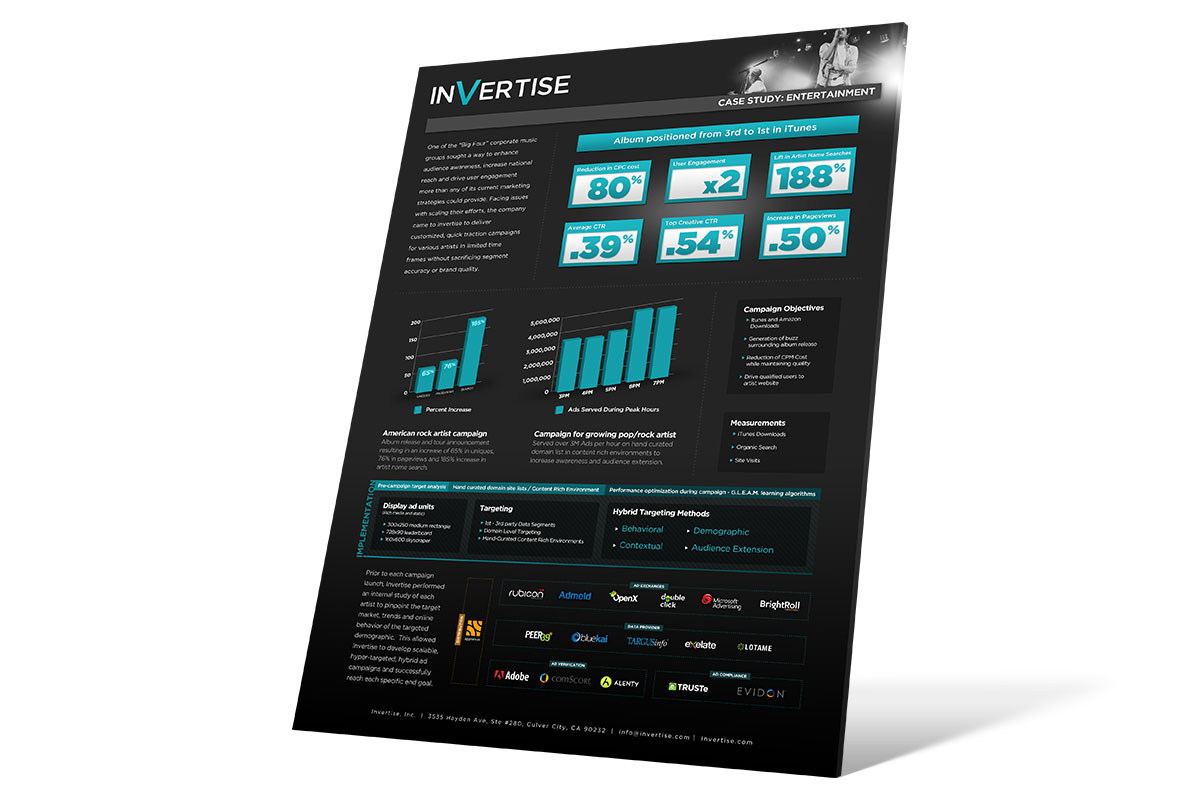 INVERTISE
CASE STUDY: ENTERTAINMENT
One of the "Big Four" corporate music
groups sought a way to enhance
audience awareness, increase national
reach and drive user engagement
more than any of its current marketing
strategies could provide. Facing issues
with scaling their efforts, the company
came to invertise to deliver
customized, quick traction campaigns
for various artists in limited time
frames without sacrificing segment
accuracy or brand quality.
Album positioned from 3rd to 1st in iTunes
Reduction in CPC cost
80%
User Engagement
x2
Lift in Artist Name Searches
188%
Average CTR
.39%
Top Creative CTR
.54%
Increase in Pageviews
.50%
200
150
100
50
0
65%
76%
185%
UNIQUES
PAGEVIEWS
SEARCH
Percent Increase
American rock artist campaign
Album release and tour announcement
resulting in an increase of 65% in uniques,
76% in pageviews and 185% increase in
artist name search.
5,000,000
4,000,000
3,000,000
2,000,000
1,000,000
0
3PM
4PM
5PM
6PM
7PM
Ads Served During Peak Hours
Campaign for growing pop/rock artist
Served over 3M Ads per hour on hand curated
domain list in content rich environments to
increase awareness and audience extension.
Campaign Objectives
Itunes and Amazon
Downloads
Generation of buzz
surrounding album release
Reduction of CPM Cost
while maintaining quality
Drive qualified users to
artist website
Measurements
iTunes Downloads
Organic Search
Site Visits
IMPLEMENTATION
Pre-campaign target analysis
Hand curated domain site lists / Content Rich Environment
Performance optimization during campaign - G.L.E.A.M. learning algorithms
Display ad units
(Rich media and static)
300x250 medium rectangle
728x90 leaderboard
160x600 skyscraper
Targeting
1st - 3rd party Data Segments
Domain Level Targeting
Hand-Curated Content Rich Environments
Hybrid Targeting Methods
Behavioral
Demographic
Contextual
Audience Extension
Prior to each campaign
launch, Invertise performed
an internal study of each
artist to pinpoint the target
market, trends and online
behavior of the targeted
demographic. This allowed
invertise to develop scalable,
hyper-targeted, hybrid ad
campaigns and successfully
reach each specific end goal.
AD EXCHANGES
rubicon
Admeld
OpenX
double
click
Microsoft
Advertising
BrightRoll
DATA PROVIDER
PEER39
bluekai
TARGUSinfo
eXelate
LOTAME
AD VERIFICATION
Adobe
comScore
ALENTY
AD COMPLIANCE
TRUSTe
EVIDON
Invertise, Inc. | 3535 Hayden Ave, Ste #280, Culver City, CA 90232 | info@invertise.com | Invertise.com